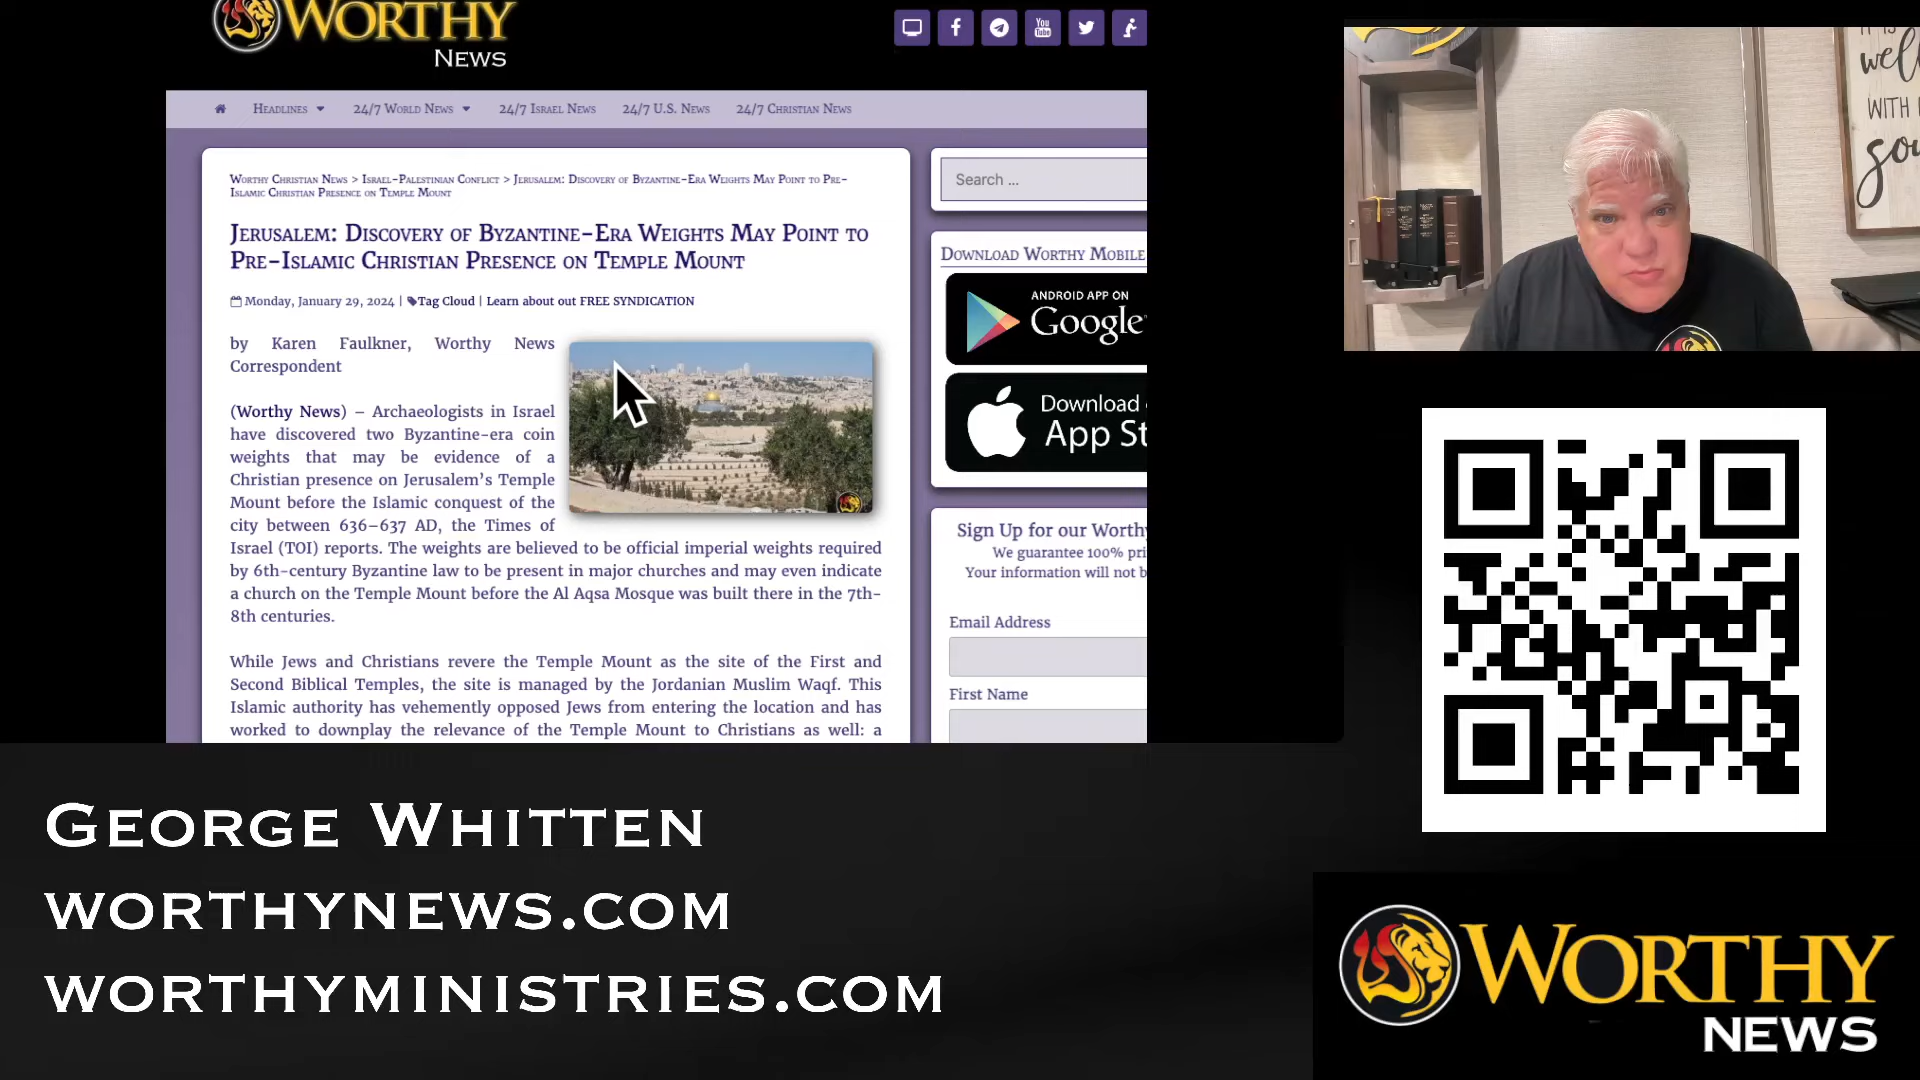 WORTHY
NEWS
You
Tube
HEADLINES
24/7 WORLD NEWS
24/7 ISRAEL NEWS
24/7 U.S. NEWS
24/7 CHRISTIAN NEWS
WORTHY CHRISTIAN NEWS > ISRAEL-PALESTINIAN CONFLICT > JERUSALEM: DISCOVERY OF BYZANTINE-ERA WEIGHTS MAY POINT TO PRE-
ISLAMIC CHRISTIAN PRESENCE ON TEMPLE MOUNT
JERUSALEM: DISCOVERY OF BYZANTINE-ERA WEIGHTS MAY POINT TO
PRE-ISLAMIC CHRISTIAN PRESENCE ON TEMPLE MOUNT
Monday, January 29, 2024 | Tag Cloud | Learn about out FREE SYNDICATION
by Karen Faulkner, Worthy News
Correspondent
(Worthy News) – Archaeologists in Israel
have discovered two Byzantine-era coin
weights that may be evidence of a
Christian presence on Jerusalem's Temple
Mount before the Islamic conquest of the
city between 636–637 AD, the Times of
Israel (TOI) reports. The weights are believed to be official imperial weights required
by 6th-century Byzantine law to be present in major churches and may even indicate
a church on the Temple Mount before the Al Aqsa Mosque was built there in the 7th-
8th centuries.
While Jews and Christians revere the Temple Mount as the site of the First and
Second Biblical Temples, the site is managed by the Jordanian Muslim Waqf. This
Islamic authority has vehemently opposed Jews from entering the location and has
worked to downplay the relevance of the Temple Mount to Christians as well: a
Search ...
DOWNLOAD WORTHY MOBILE
ANDROID APP ON
Google
Download
App St
Sign Up for our Worthy
We guarantee 100% pri
Your information will not b
Email Address
First Name
well
WITH
sou
GEORGE WHITTEN
WORTHYNEWS.COM
WORTHYMINISTRIES.COM
WORTHY
NEWS